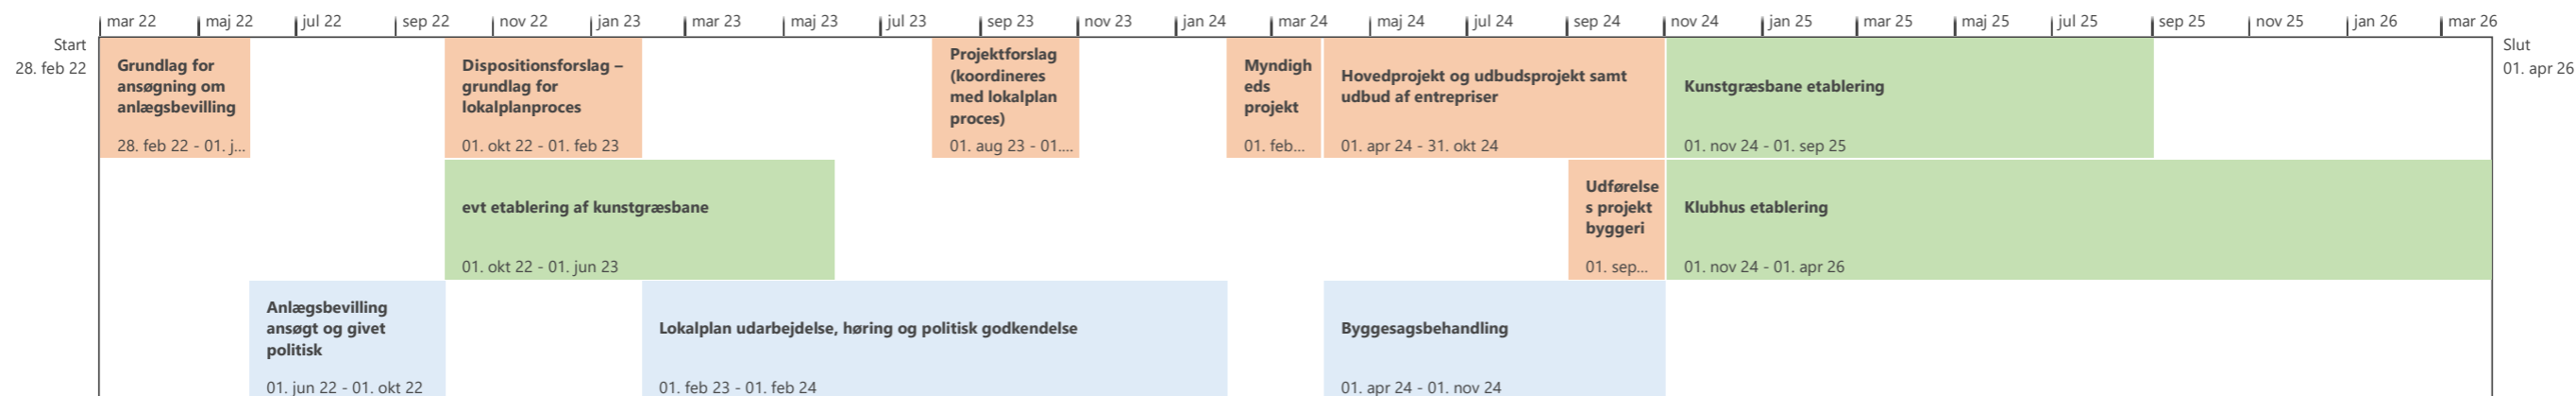 mar 22 maj 22 jul 22 sep 22 nov 22 jan 23 mar 23 maj 23 jul 23 sep 23 nov 23 jan 24 mar 24 maj 24 jul 24 sep 24 nov 24 jan 25 mar 25 maj 25 jul 25 sep 25 nov 25 jan 26 mar 26
Start
28. feb 22
Slut
01. apr 26
Grundlag for
ansøgning om
anlægsbevilling
28. feb 22 - 01. j...
Dispositionsforslag –
grundlag for
lokalplanproces
01. okt 22 - 01. feb 23
Projektforslag
(koordineres
med lokalplan
proces)
01. aug 23 - 01....
Myndigh
eds
projekt
01. feb...
Hovedprojekt og udbudsprojekt samt
udbud af entrepriser
01. apr 24 - 31. okt 24
Kunstgræsbane etablering
01. nov 24 - 01. sep 25
evt etablering af kunstgræsbane
01. okt 22 - 01. jun 23
Udførelse
s projekt
byggeri
01. sep...
Klubhus etablering
01. nov 24 - 01. apr 26
Anlægsbevilling
ansøgt og givet
politisk
01. jun 22 - 01. okt 22
Lokalplan udarbejdelse, høring og politisk godkendelse
01. feb 23 - 01. feb 24
Byggesagsbehandling
01. apr 24 - 01. nov 24